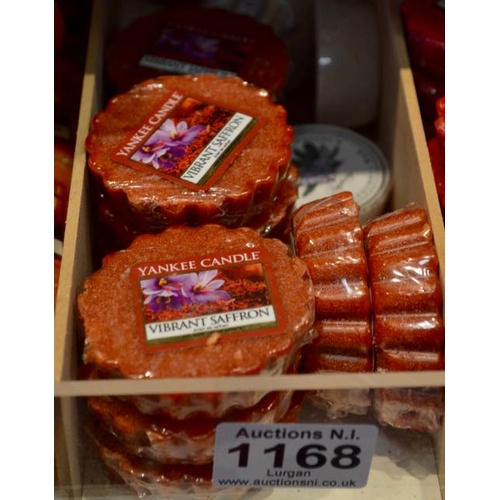 YANKEE CANDLE
VIBRANT SAFFRON
YANKEE CANDLE
VIBRANT SAFFRON
Auctions N.I.
1168
Lurgan
www.auctionsni.co.uk